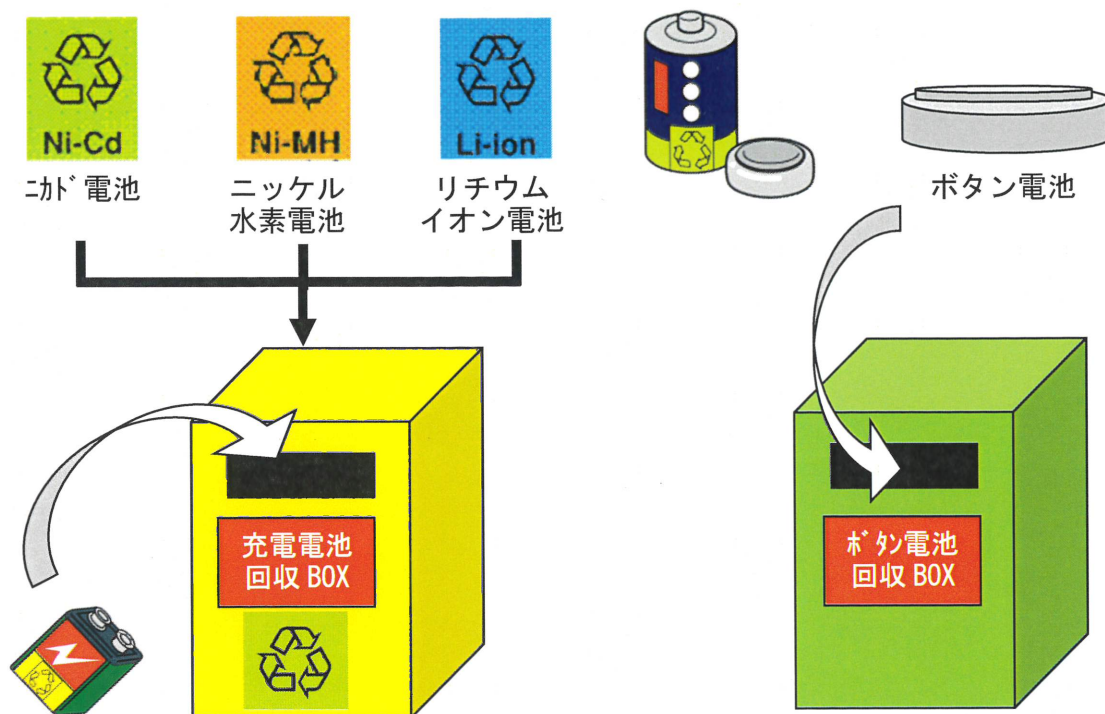 Ni-Cd
ニカド電池
Ni-MH
ニッケル
水素電池
Li-Ion
リチウム
イオン電池
ボタン電池
充電電池
回収 BOX
ボタン電池
回収 BOX